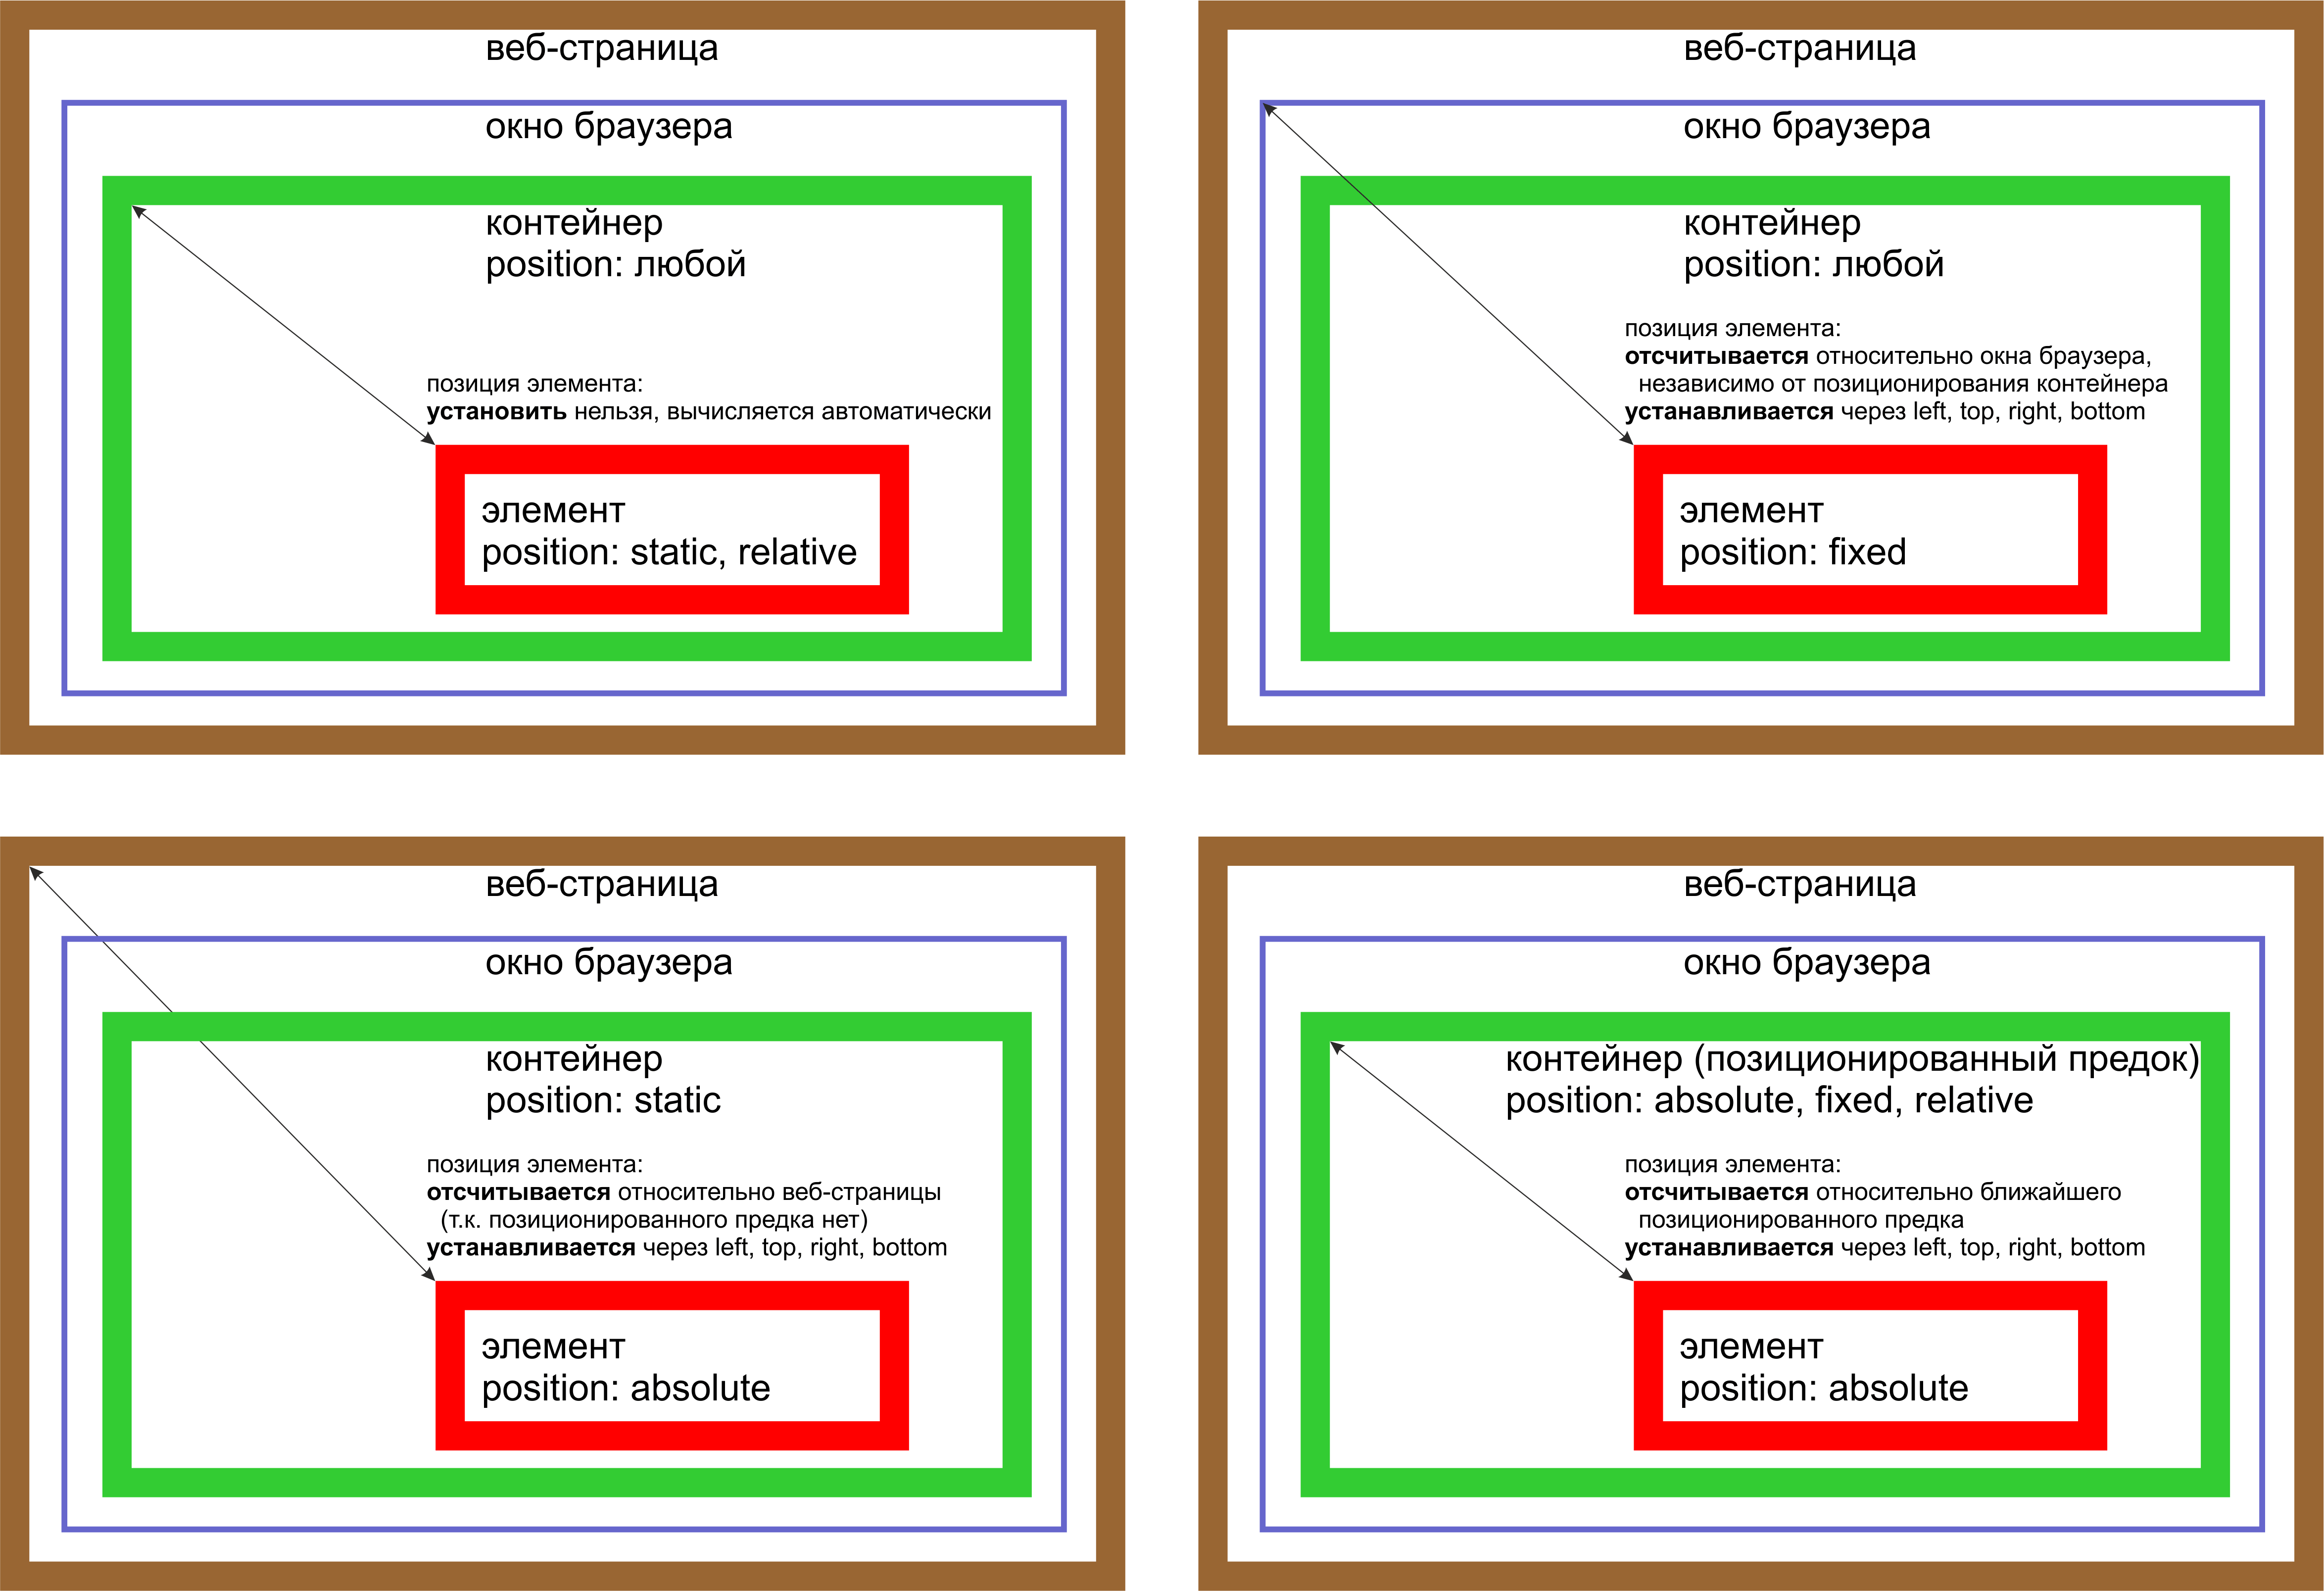 веб-страница
окно браузера
контейнер
position: любой
позиция элемента:
установить нельзя, вычисляется автоматически
элемент
position: static, relative
веб-страница
окно браузера
контейнер
position: любой
позиция элемента:
отсчитывается относительно окна браузера,
независимо от позиционирования контейнера
устанавливается через left, top, right, bottom
элемент
position: fixed
веб-страница
окно браузера
контейнер
position: static
позиция элемента:
отсчитывается относительно веб-страницы
(т.к. позиционированного предка нет)
устанавливается через left, top, right, bottom
элемент
position: absolute
веб-страница
окно браузера
контейнер (позиционированный предок)
position: absolute, fixed, relative
позиция элемента:
отсчитывается относительно ближайшего
позиционированного предка
устанавливается через left, top, right, bottom
элемент
position: absolute